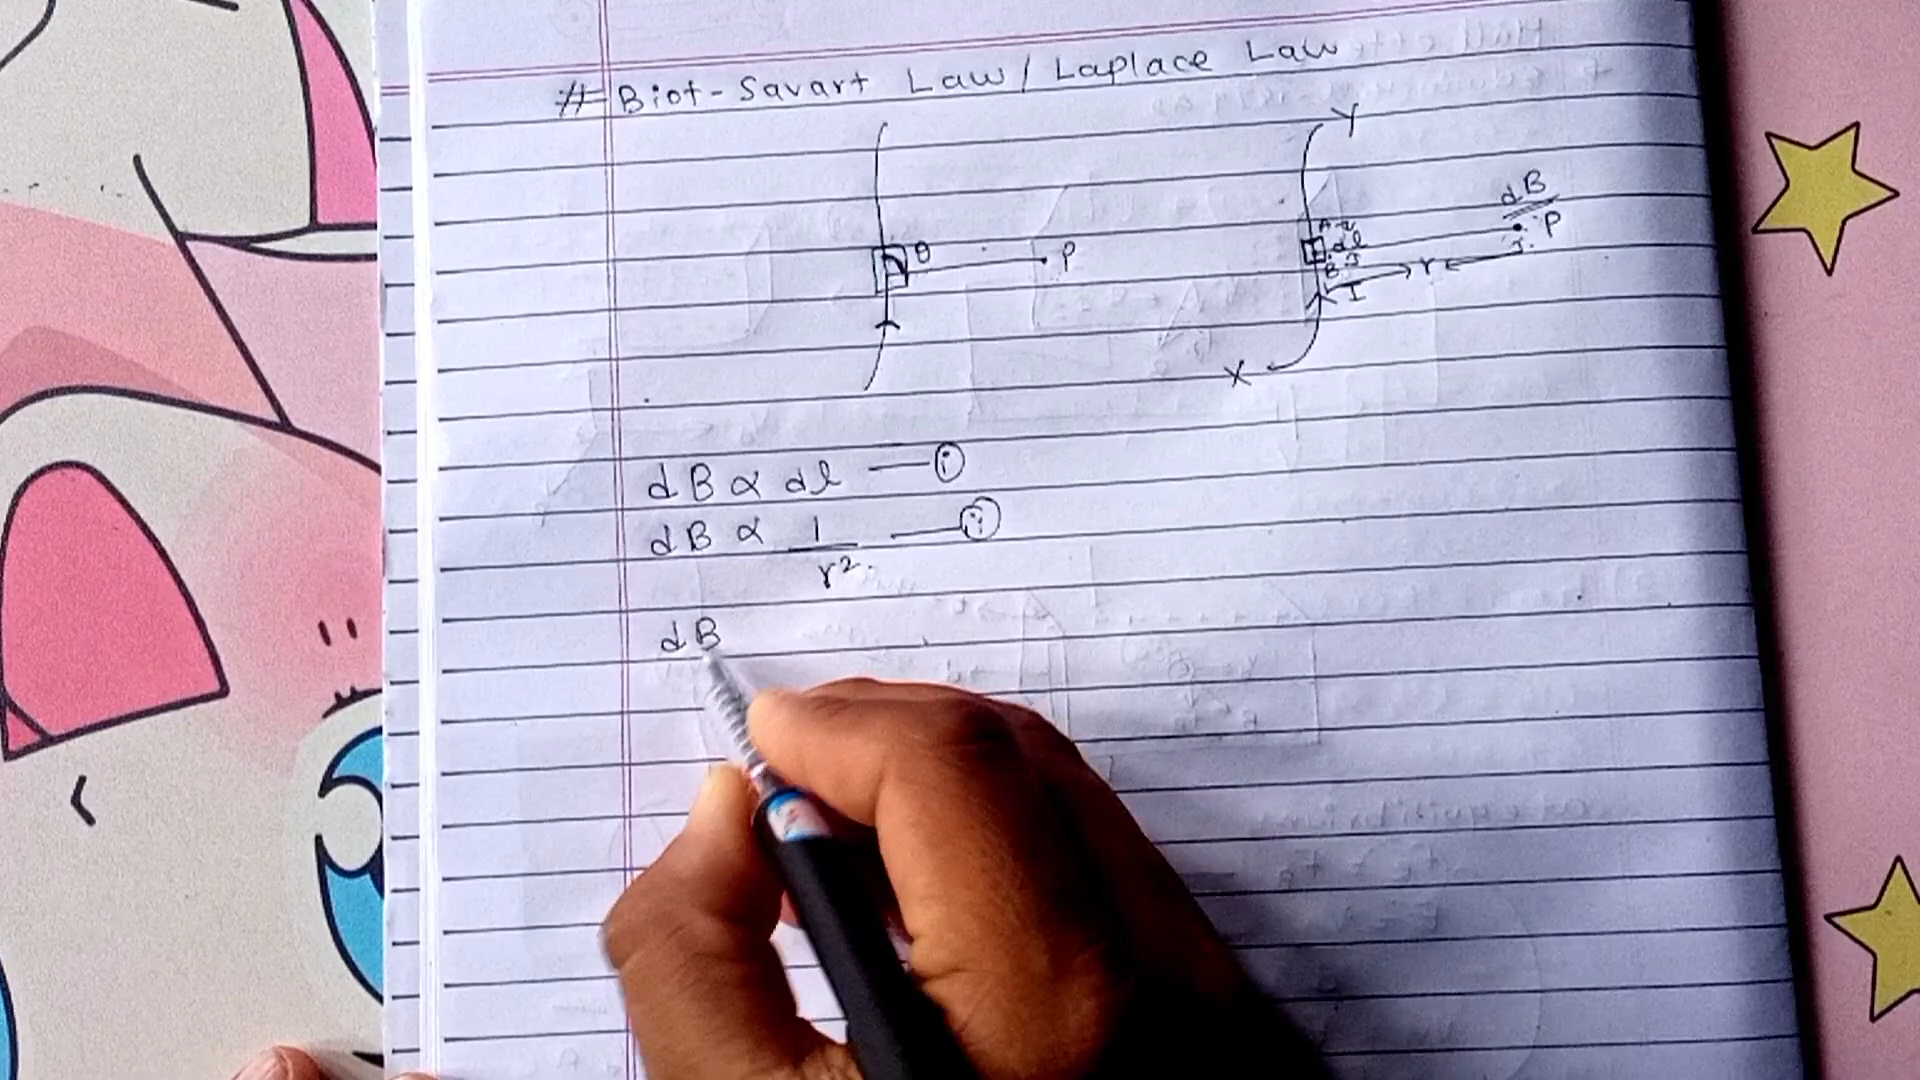 # Biot-Savart Law / Laplace Law
Y
dB
θ
P
dl
P
r
I
X
dB ∝ dl — (i)
dB ∝ 1/r² — (ii)
dB